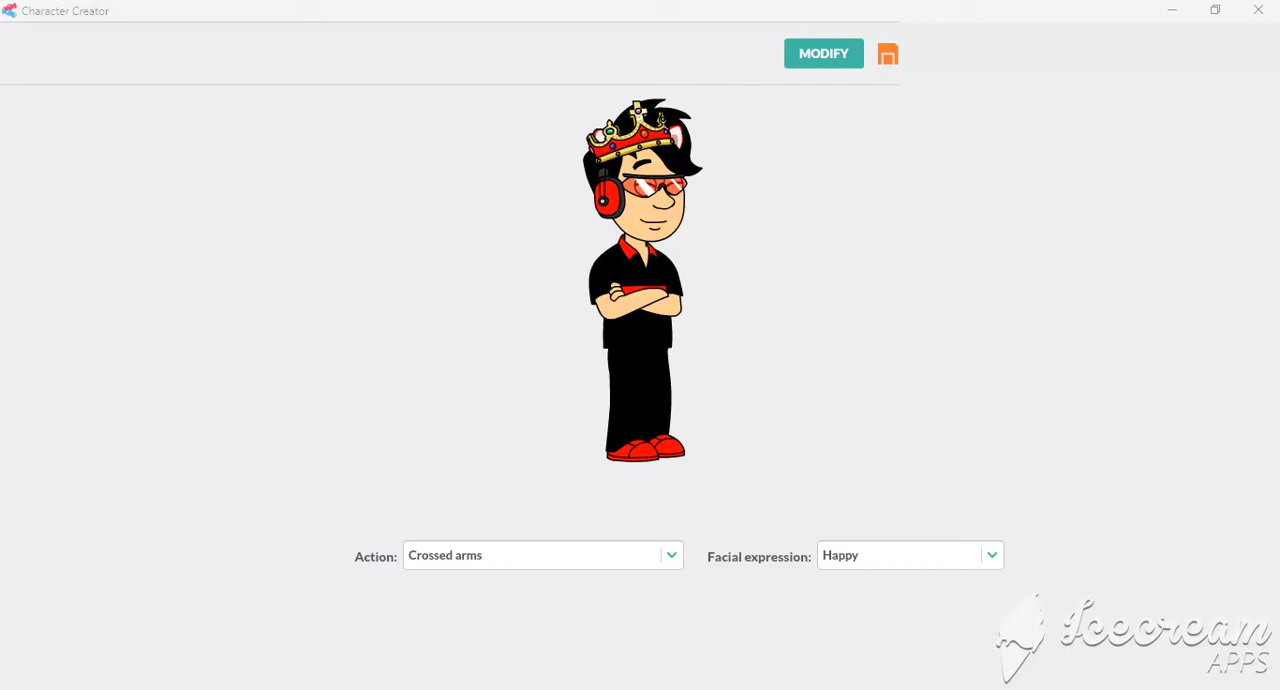 Character Creator
MODIFY
Action: Crossed arms Facial expression: Happy
Icecream
APPS